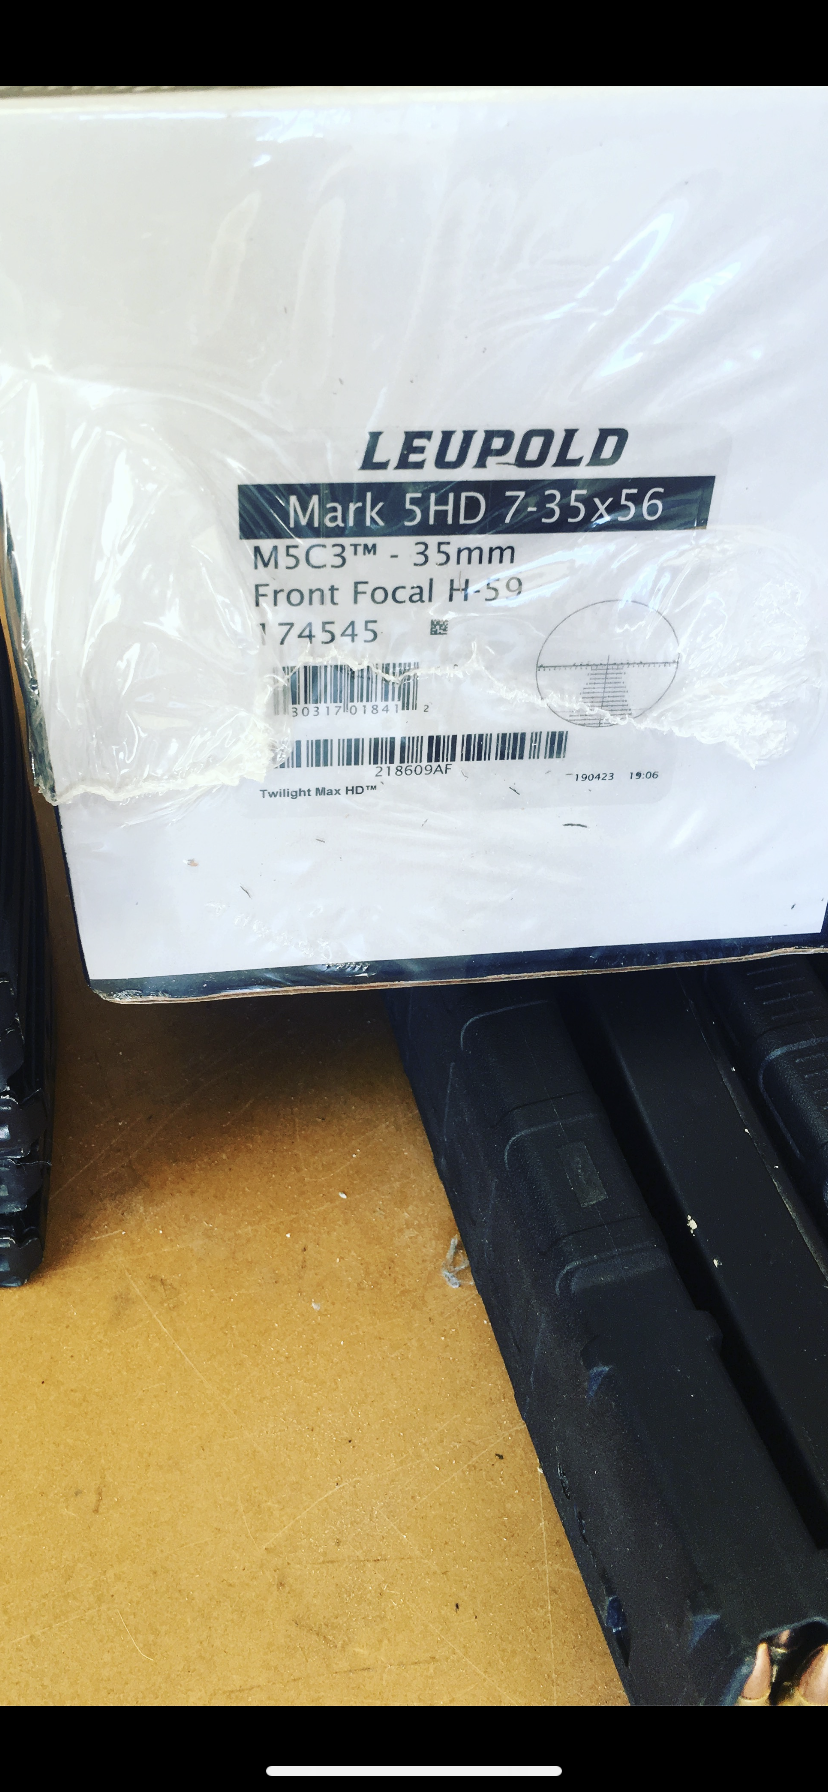 LEUPOLD
Mark 5HD 7-35x56
M5C3™ - 35mm
Front Focal H-59
174545
30317 01841 2
218609AF
190423 19:06
Twilight Max HD™